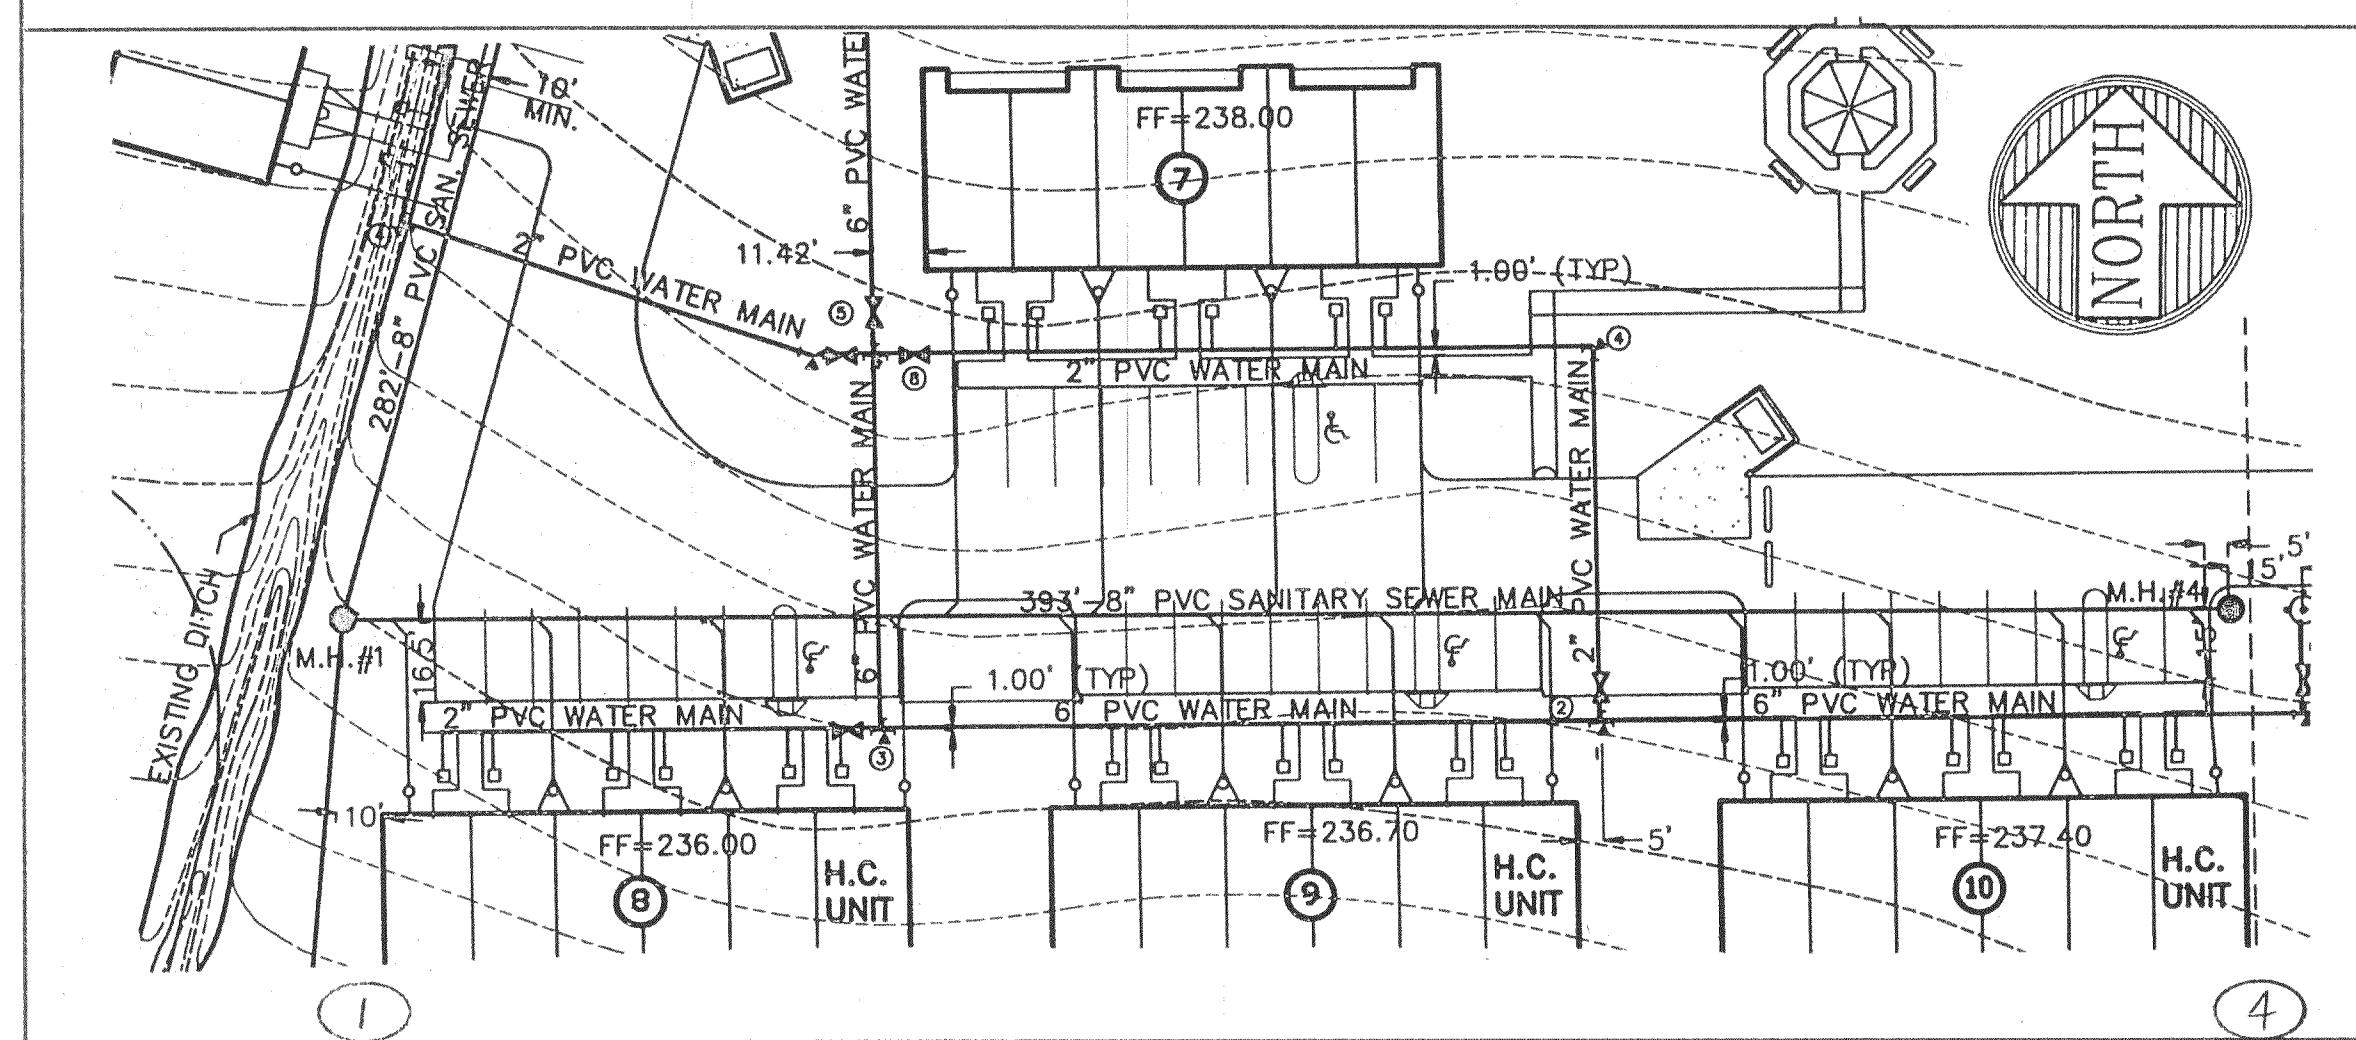 10'
MIN.
SAN. SEWER
6" PVC WATE
FF=238.00
7
NORTH
4
2" PVC WATER MAIN
11.42'
1.00' (TYP)
5
4
8
2" PVC WATER MAIN
282'-8" PVC
6" PVC WATER MAIN
2" PVC WATER MAIN
EXISTING DITCH
393'-8" PVC SANITARY SEWER MAIN
M.H. #4
5'
15'
15'
M.H. #1
16.5'
1.00' (TYP)
1.00' (TYP)
2" PVC WATER MAIN
6" PVC WATER MAIN
2
6" PVC WATER MAIN
3
10'
FF=236.00
FF=236.70
5'
FF=237.40
H.C.
UNIT
H.C.
UNIT
H.C.
UNIT
8
9
10
1
4